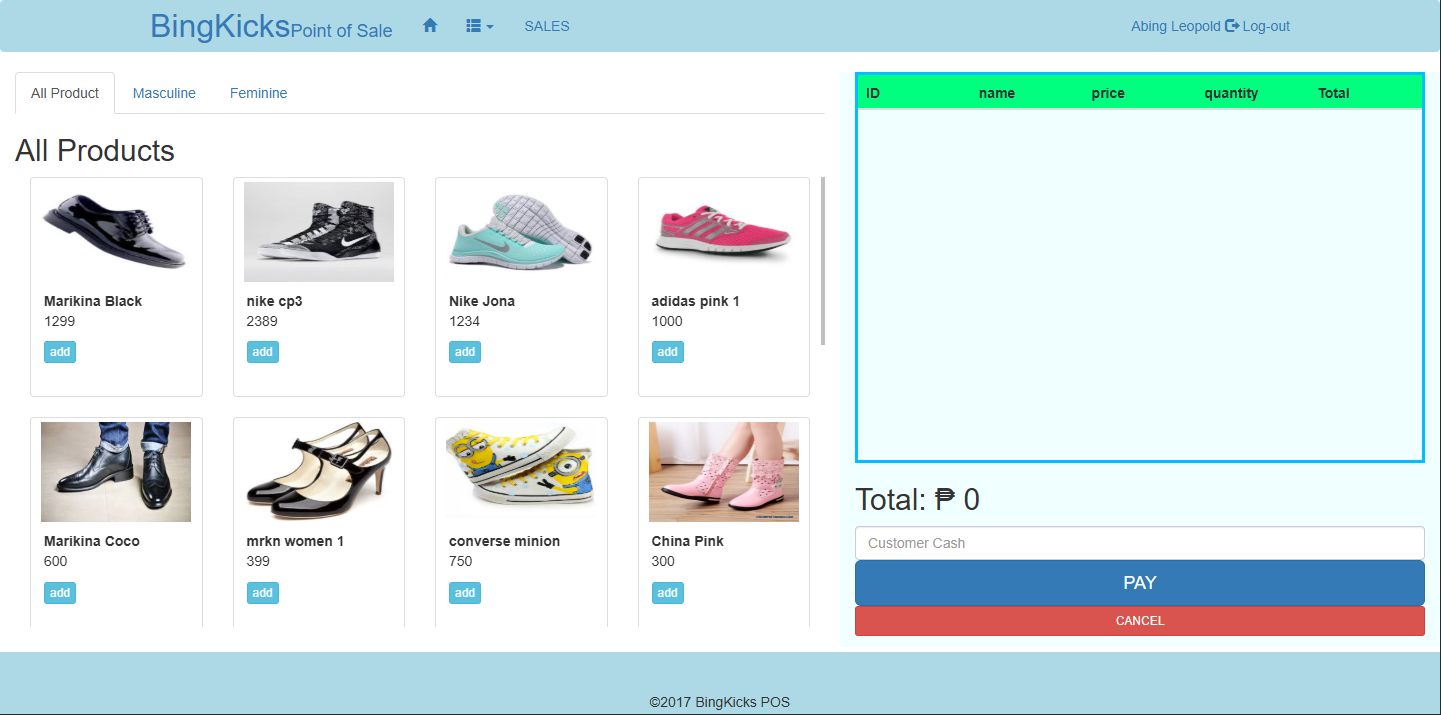 BingKicksPoint of Sale SALES Abing Leopold Log-out
All Product Masculine Feminine
All Products
Marikina Black
1299
add
nike cp3
2389
add
Nike Jona
1234
add
adidas pink 1
1000
add
Marikina Coco
600
add
mrkn women 1
399
add
converse minion
750
add
China Pink
300
add
ID name price quantity Total
Total: ₱ 0
Customer Cash
PAY
CANCEL
©2017 BingKicks POS